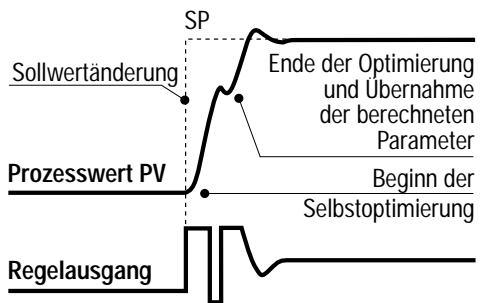 SP
Sollwertänderung
Ende der Optimierung
und Übernahme
der berechneten
Parameter
Prozesswert PV
Beginn der
Selbstoptimierung
Regelausgang